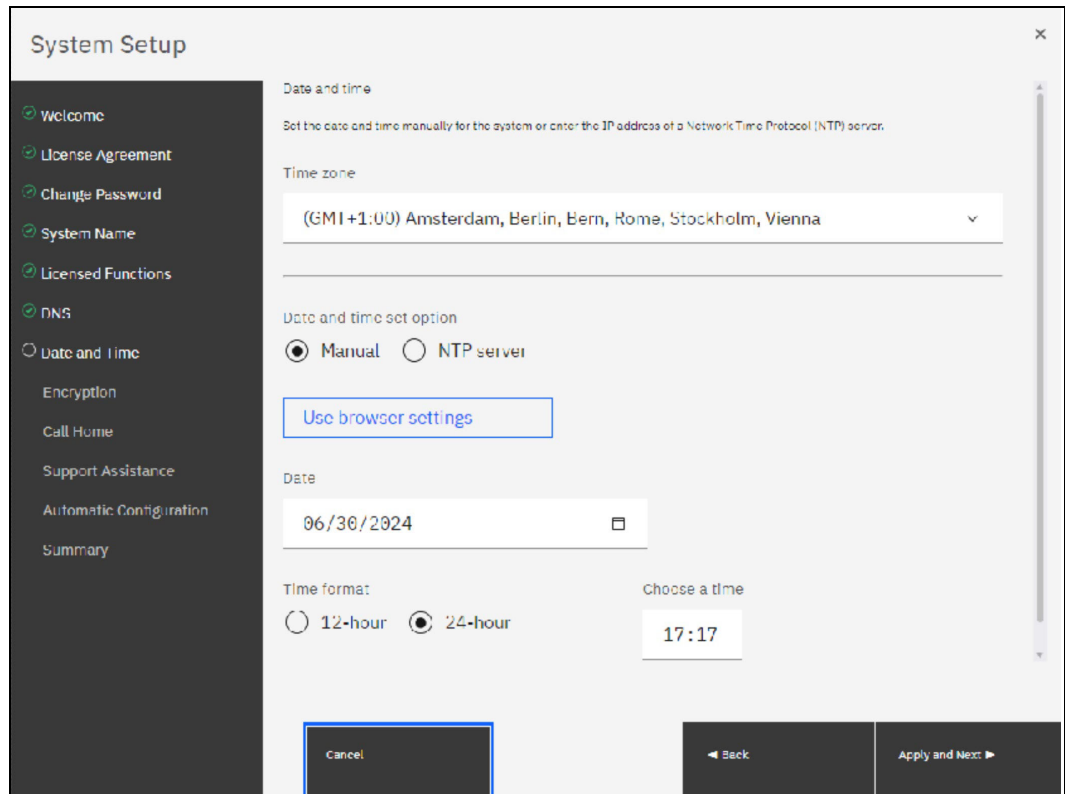 System Setup
×
Welcome
License Agreement
Change Password
System Name
Licensed Functions
DNS
Date and Time
Encryption
Call Home
Support Assistance
Automatic Configuration
Summary
Date and time
Set the date and time manually for the system or enter the IP address of a Network Time Protocol (NTP) server.
Time zone
(GMT+1:00) Amsterdam, Berlin, Bern, Rome, Stockholm, Vienna
Date and time set option
Manual NTP server
Use browser settings
Date
06/30/2024
Time format Choose a time
12-hour 24-hour 17:17
Cancel ◄ Back Apply and Next ►